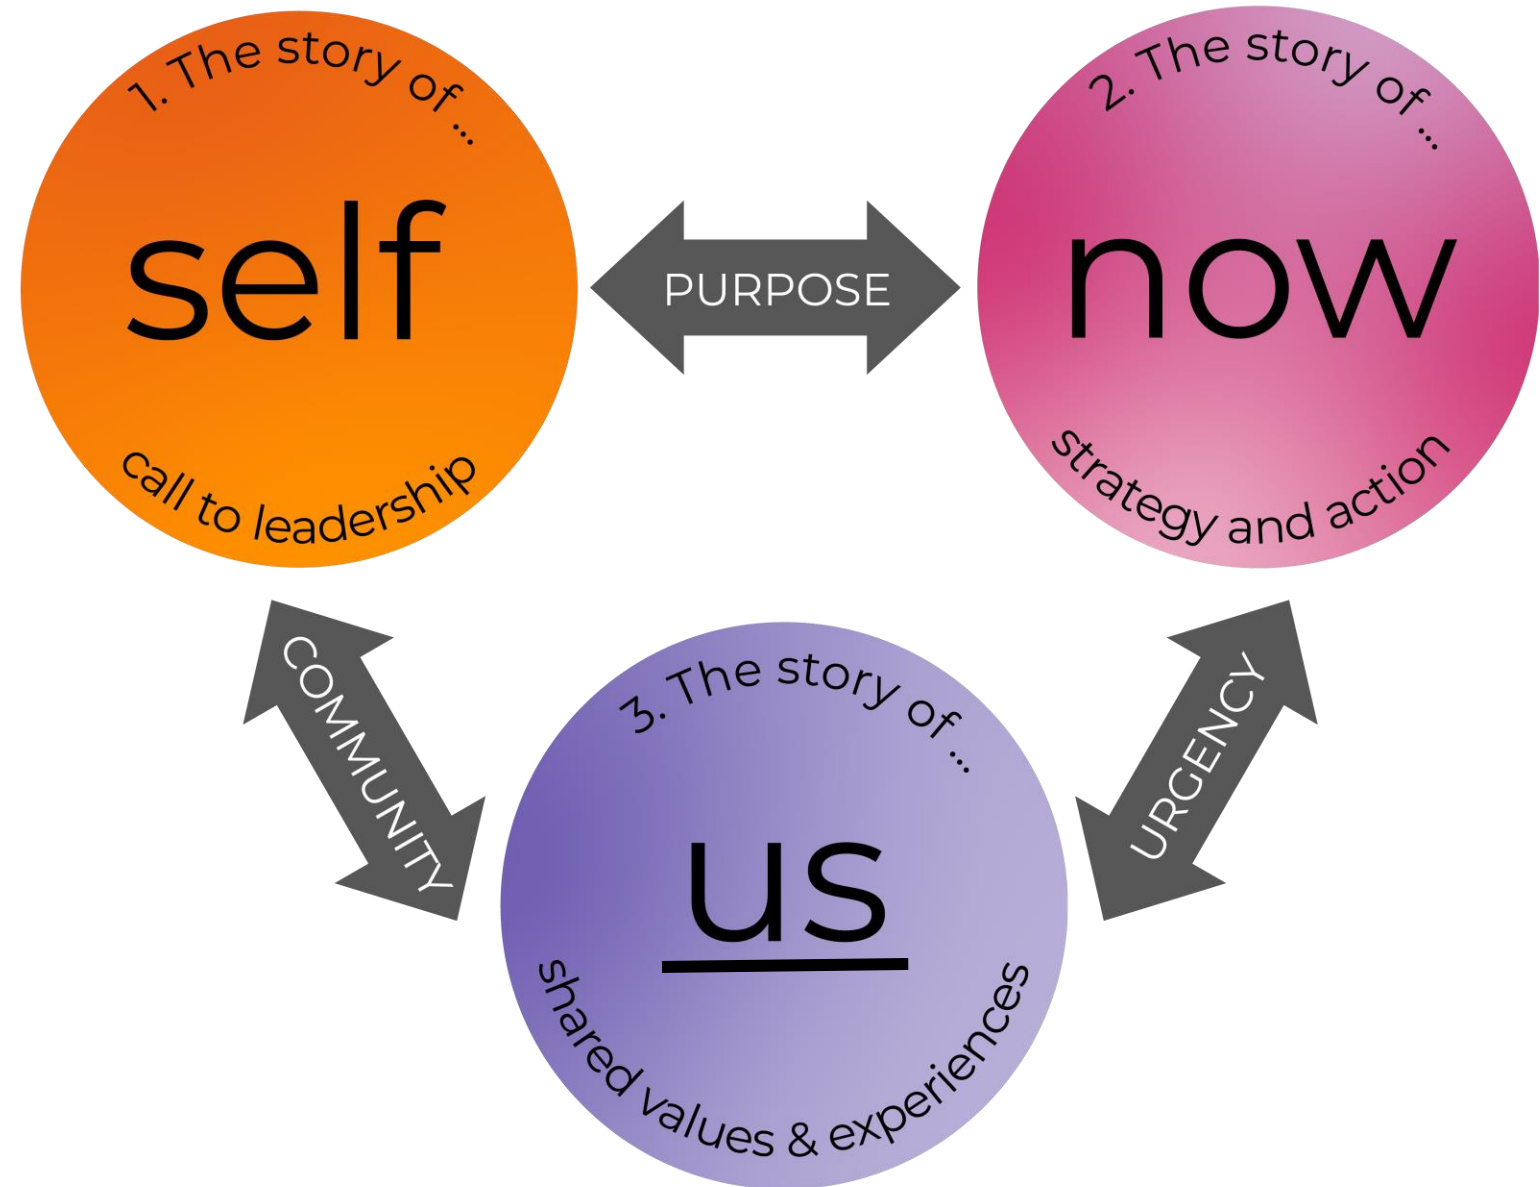 1. The story of ...
self
call to leadership
PURPOSE
2. The story of ...
now
strategy and action
COMMUNITY
URGENCY
3. The story of ...
us
shared values & experiences